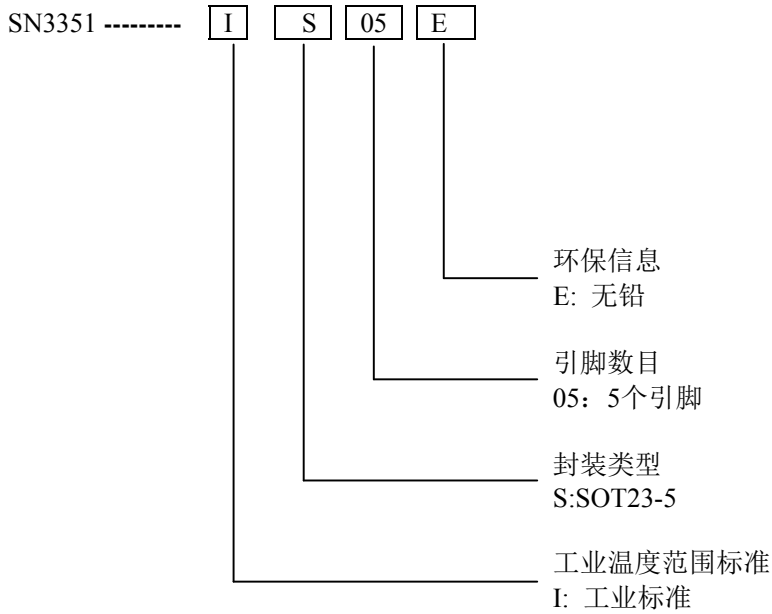 SN3351 --------- I S 05 E
环保信息
E: 无铅
引脚数目
05：5个引脚
封装类型
S:SOT23-5
工业温度范围标准
I: 工业标准